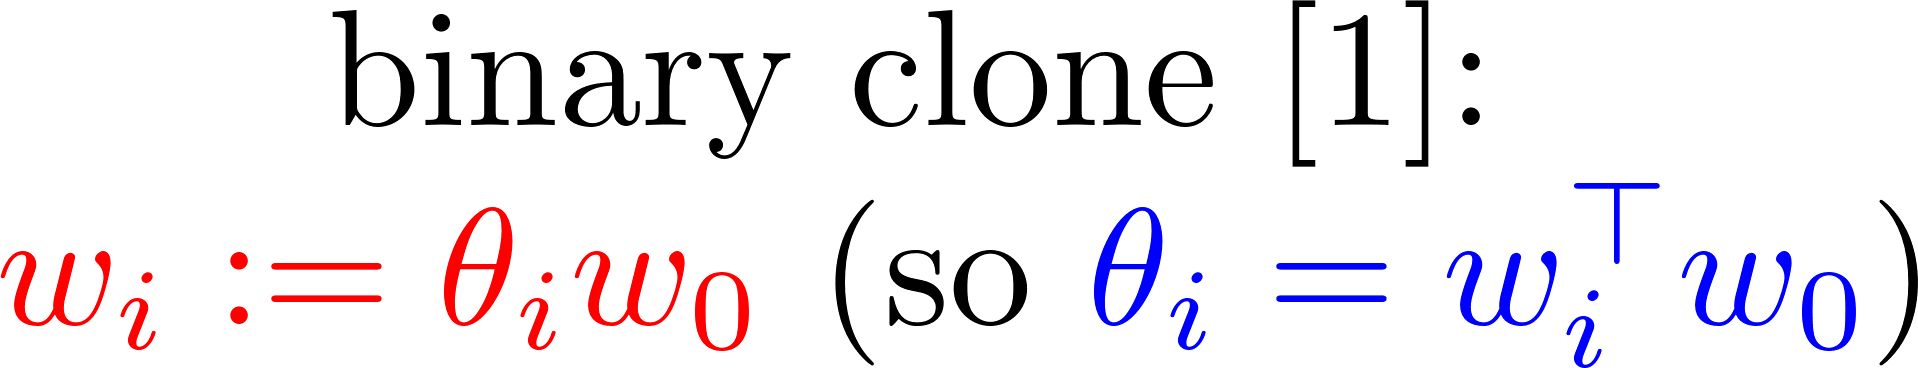 binary clone [1]:
wᵢ := θᵢw₀ (so θᵢ = wᵢ⊤w₀)